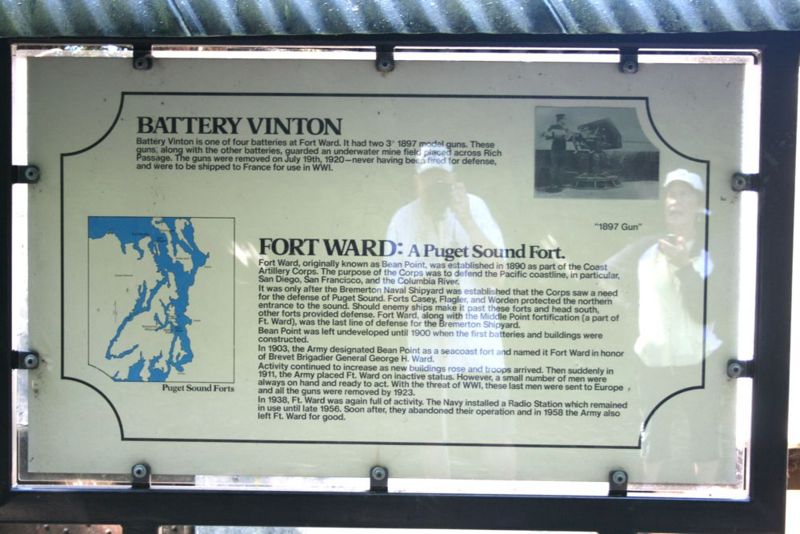 BATTERY VINTON
Battery Vinton is one of four batteries at Fort Ward. It had two 3" 1897 model guns. These
guns, along with the other batteries, guarded an underwater mine field placed across Rich
Passage. The guns were removed on July 19th, 1920—never having been fired for defense,
and were to be shipped to France for use in WWI.
"1897 Gun"
FORT WARD: A Puget Sound Fort.
Fort Ward, originally known as Bean Point, was established in 1890 as part of the Coast
Artillery Corps. The purpose of the Corps was to defend the Pacific coastline, in particular,
San Diego, San Francisco, and the Columbia River.
It was only after the Bremerton Naval Shipyard was established that the Corps saw a need
for the defense of Puget Sound. Forts Casey, Flagler, and Worden protected the northern
entrance to the sound. Should enemy ships make it past these forts and head south,
other forts provided defense. Fort Ward, along with the Middle Point fortification [a part of
Ft. Ward), was the last line of defense for the Bremerton Shipyard.
Bean Point was left undeveloped until 1900 when the first batteries and buildings were
constructed.
In 1903, the Army designated Bean Point as a seacoast fort and named it Fort Ward in honor
of Brevet Brigadier General George H. Ward.
Activity continued to increase as new buildings rose and troops arrived. Then suddenly in
1911, the Army placed Ft. Ward on inactive status. However, a small number of men were
always on hand and ready to act. With the threat of WWI, these last men were sent to Europe
and all the guns were removed by 1923.
In 1938, Ft. Ward was again full of activity. The Navy installed a Radio Station which remained
in use until late 1956. Soon after, they abandoned their operation and in 1958 the Army also
left Ft. Ward for good.
Puget Sound Forts